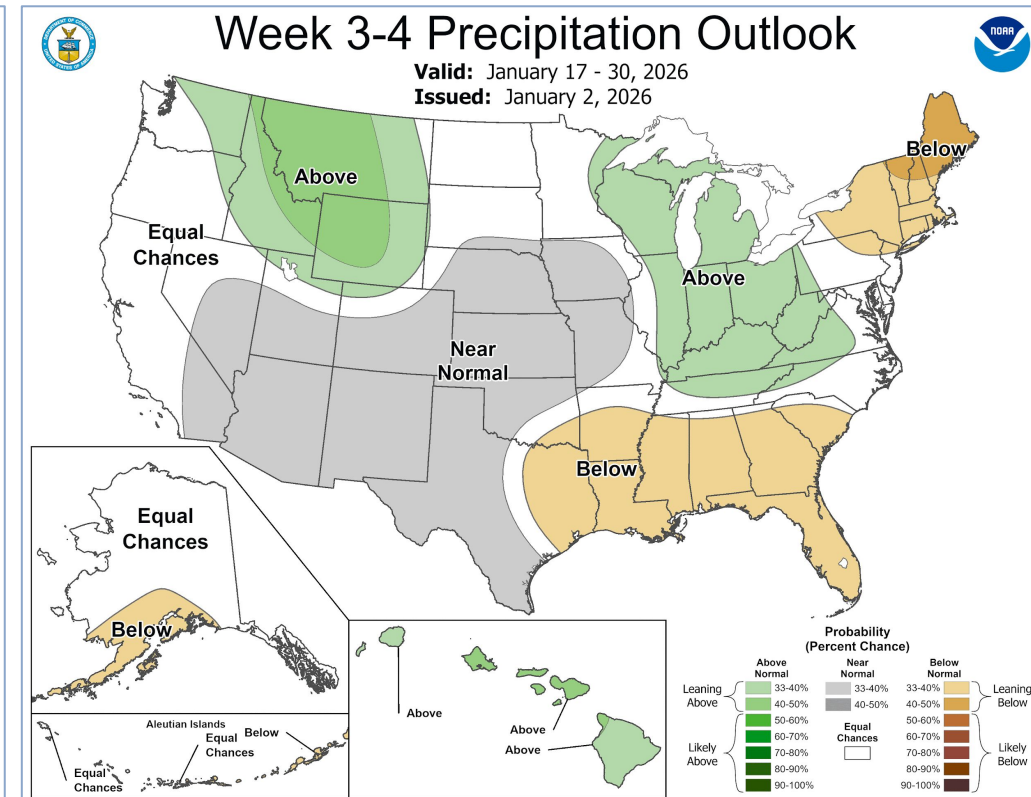 Week 3-4 Precipitation Outlook
Valid: January 17 - 30, 2026
Issued: January 2, 2026
NOAA
Above
Below
Equal
Chances
Above
Near
Normal
Below
Equal
Chances
Below
Aleutian Islands
Equal
Chances
Below
Equal
Chances
Above
Above
Above
Probability
(Percent Chance)
Above
Normal
Near
Normal
Below
Normal
Leaning
Above
33-40%
40-50%
Likely
Above
50-60%
60-70%
70-80%
80-90%
90-100%
33-40%
40-50%
Equal
Chances
33-40%
40-50%
Leaning
Below
50-60%
60-70%
70-80%
80-90%
90-100%
Likely
Below